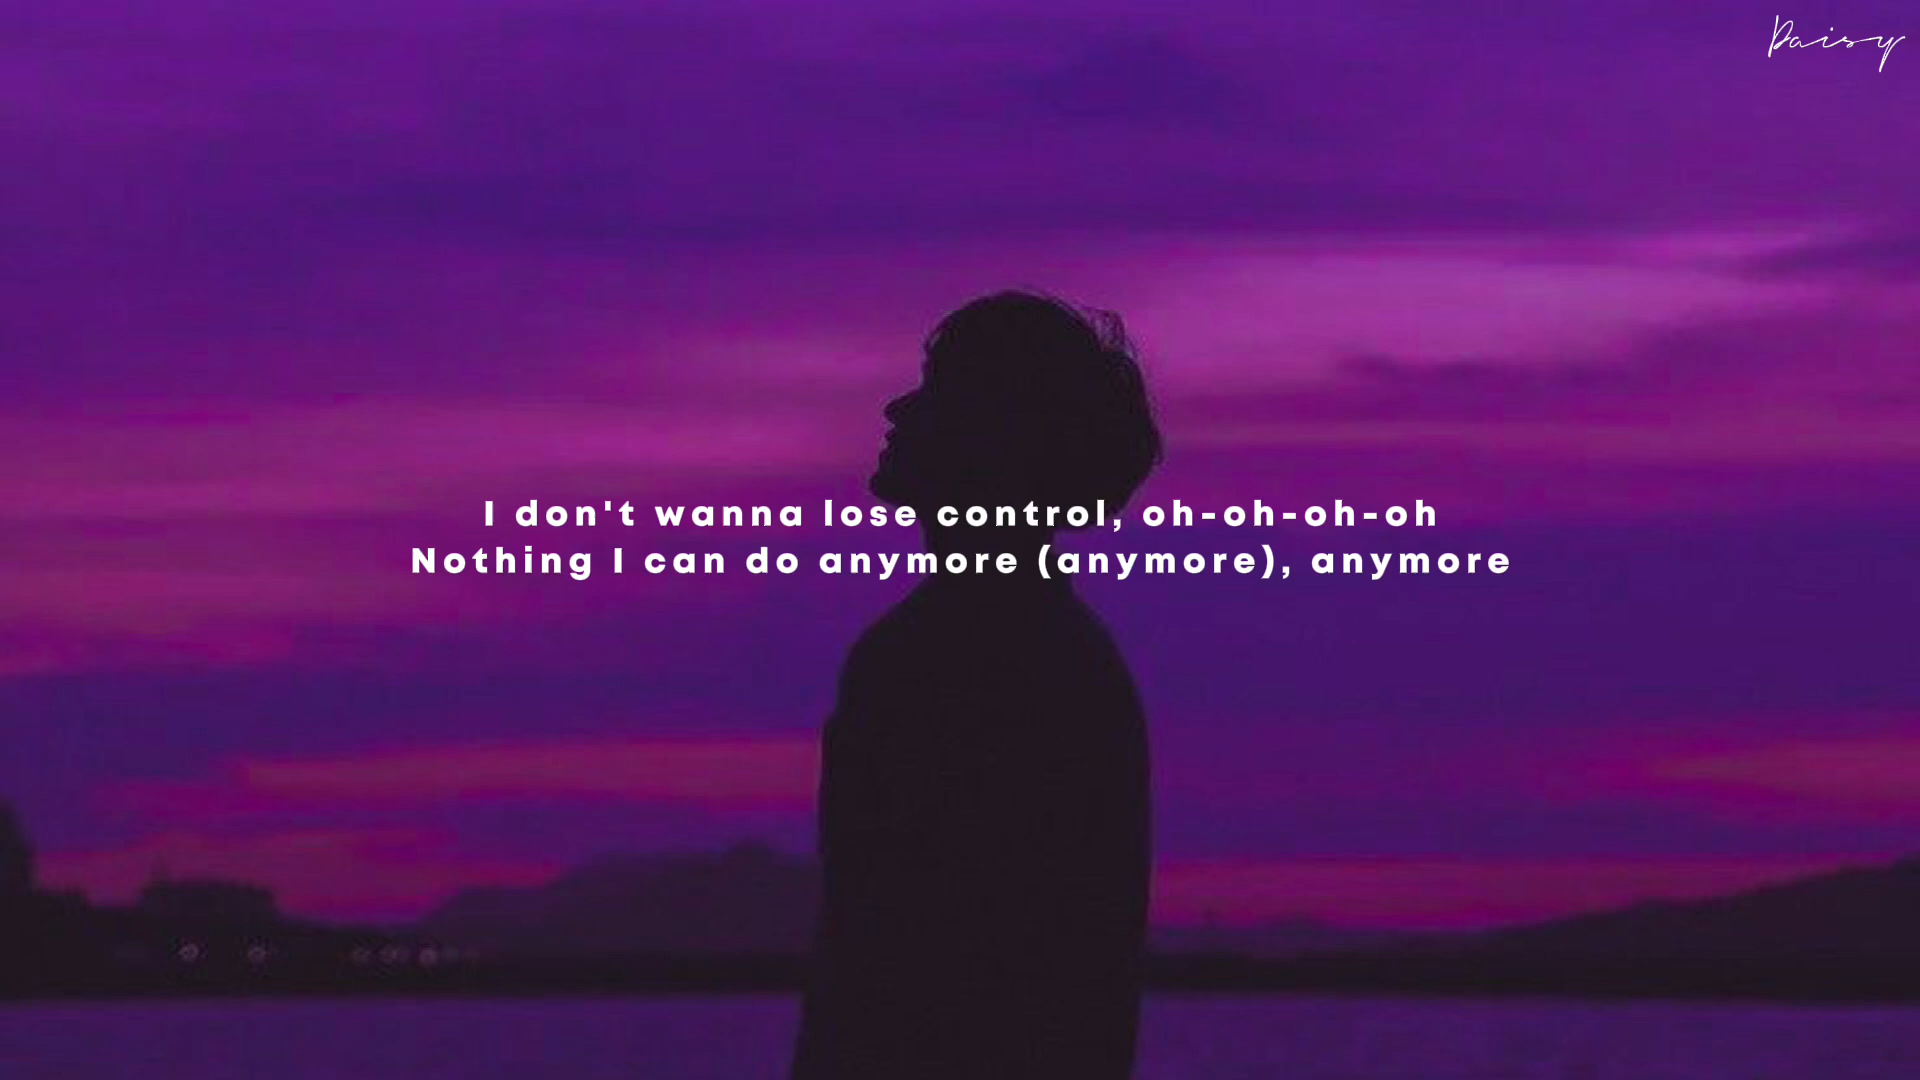 Daisy
I don't wanna lose control, oh-oh-oh-oh
Nothing I can do anymore (anymore), anymore